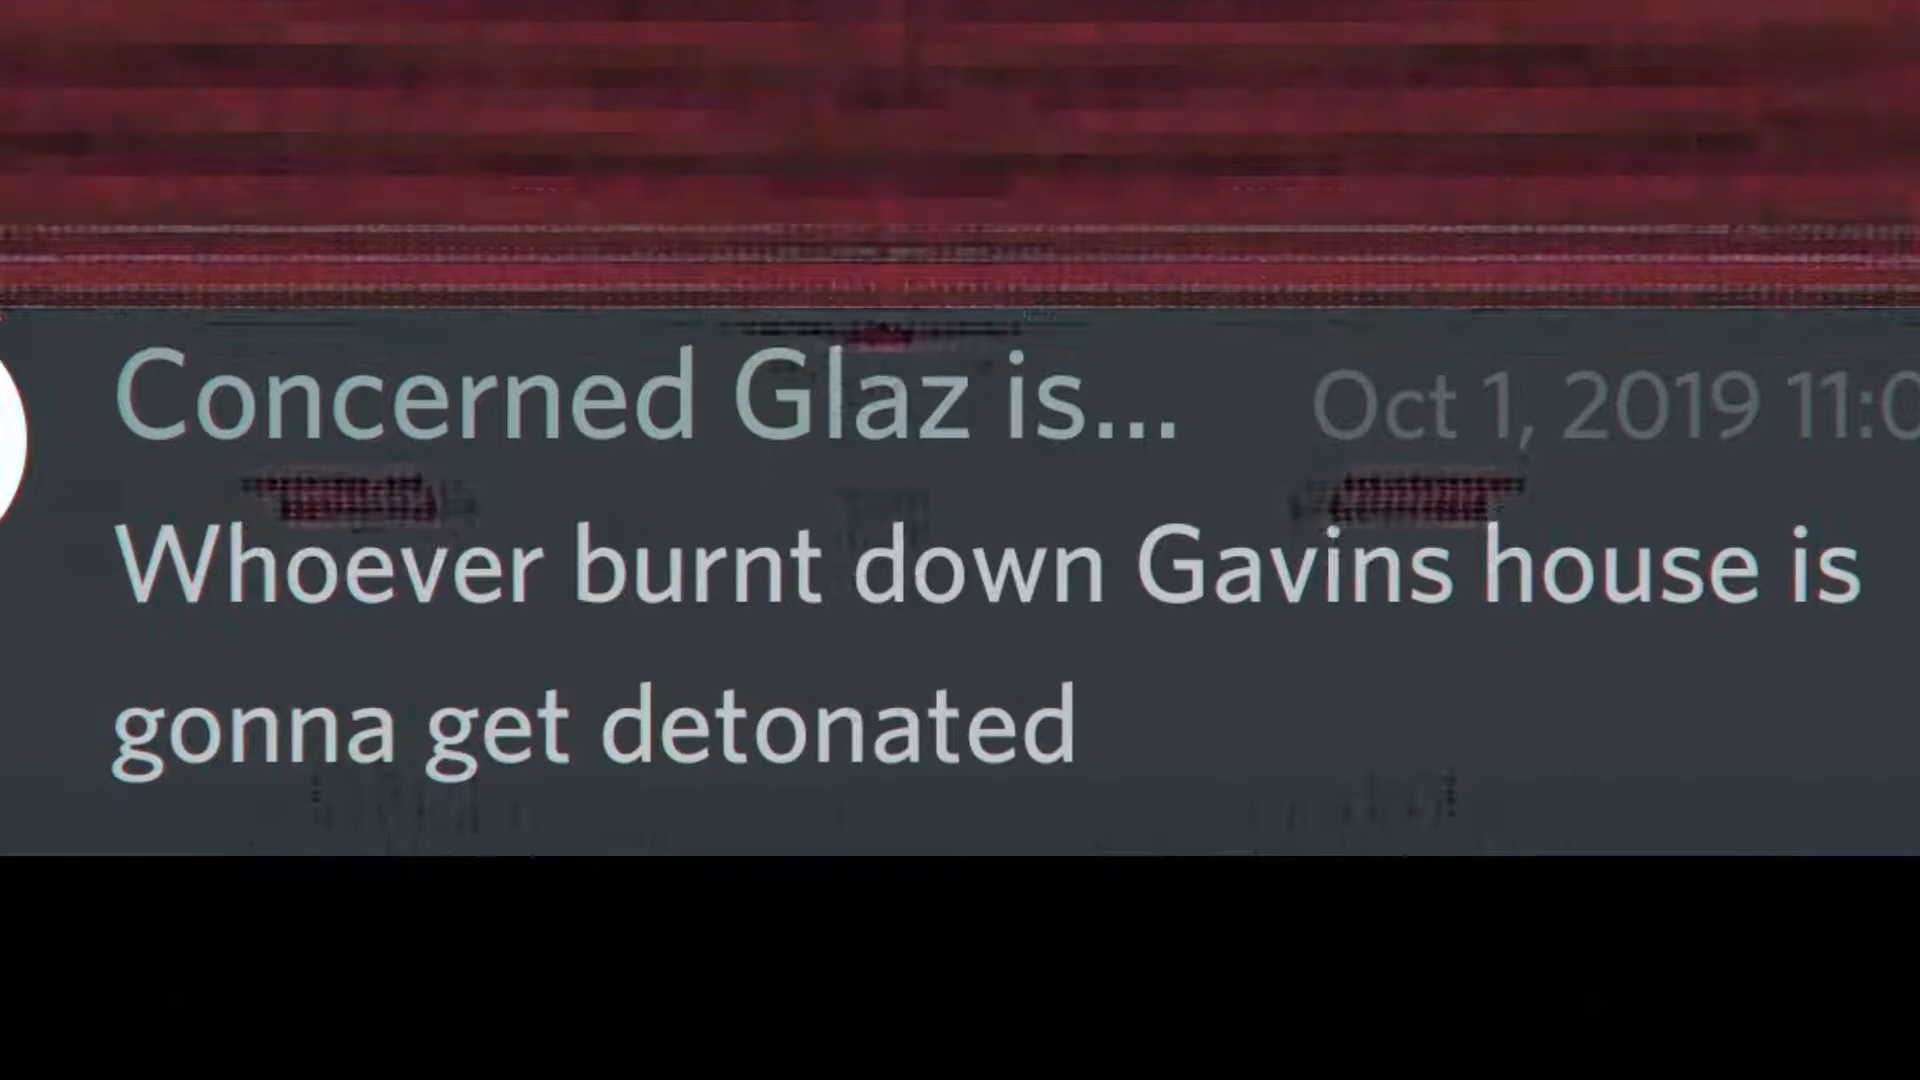 Concerned Glaz is... Oct 1, 2019 11:0
Whoever burnt down Gavins house is
gonna get detonated